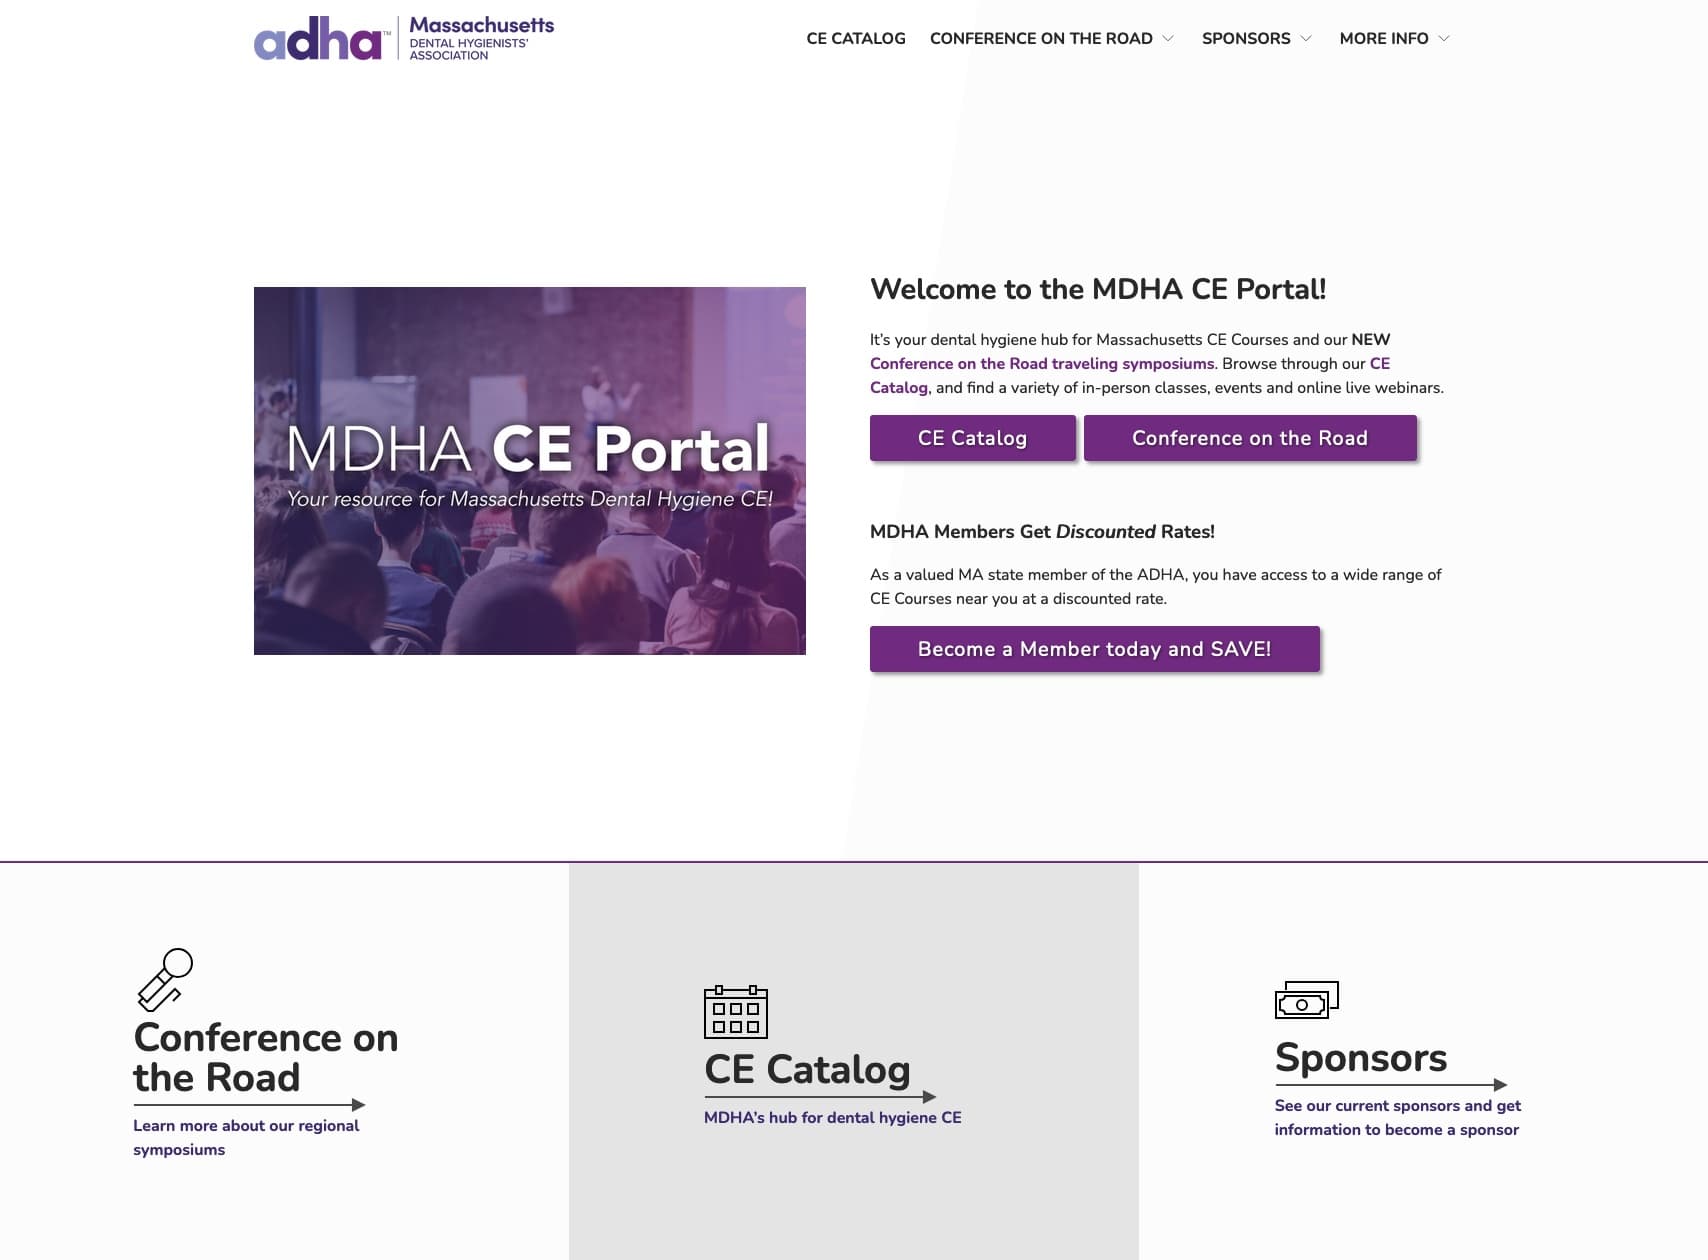 adha™ Massachusetts
DENTAL HYGIENISTS'
ASSOCIATION
CE CATALOG CONFERENCE ON THE ROAD SPONSORS MORE INFO
MDHA CE Portal
Your resource for Massachusetts Dental Hygiene CE!
Welcome to the MDHA CE Portal!
It's your dental hygiene hub for Massachusetts CE Courses and our NEW
Conference on the Road traveling symposiums. Browse through our CE
Catalog, and find a variety of in-person classes, events and online live webinars.
CE Catalog Conference on the Road
MDHA Members Get Discounted Rates!
As a valued MA state member of the ADHA, you have access to a wide range of
CE Courses near you at a discounted rate.
Become a Member today and SAVE!
Conference on
the Road
Learn more about our regional
symposiums
CE Catalog
MDHA's hub for dental hygiene CE
Sponsors
See our current sponsors and get
information to become a sponsor